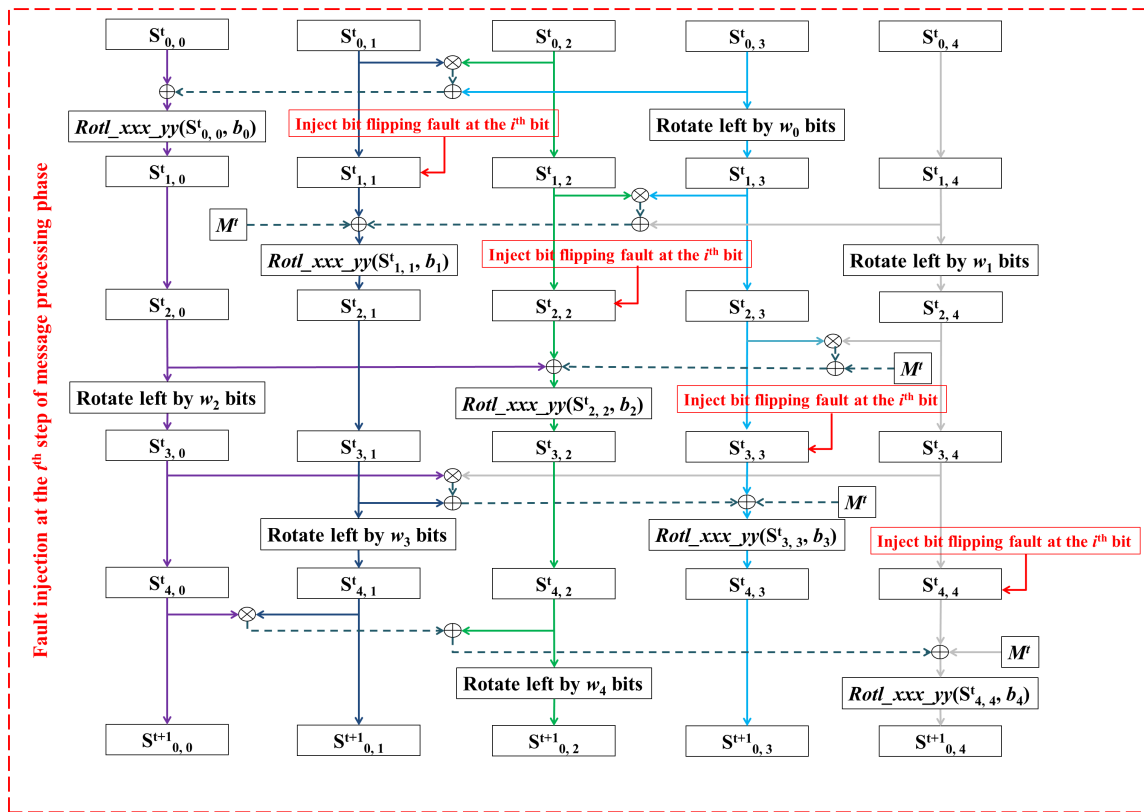 Fault injection at the tᵗʰ step of message processing phase
Sᵗ₀, ₀
Sᵗ₀, ₁
Sᵗ₀, ₂
Sᵗ₀, ₃
Sᵗ₀, ₄
Rotl_xxx_yy(Sᵗ₀, ₀, b₀)
Inject bit flipping fault at the iᵗʰ bit
Rotate left by w₀ bits
Sᵗ₁, ₀
Sᵗ₁, ₁
Sᵗ₁, ₂
Sᵗ₁, ₃
Sᵗ₁, ₄
Mᵗ
Rotl_xxx_yy(Sᵗ₁, ₁, b₁)
Inject bit flipping fault at the iᵗʰ bit
Rotate left by w₁ bits
Sᵗ₂, ₀
Sᵗ₂, ₁
Sᵗ₂, ₂
Sᵗ₂, ₃
Sᵗ₂, ₄
Mᵗ
Rotate left by w₂ bits
Rotl_xxx_yy(Sᵗ₂, ₂, b₂)
Inject bit flipping fault at the iᵗʰ bit
Sᵗ₃, ₀
Sᵗ₃, ₁
Sᵗ₃, ₂
Sᵗ₃, ₃
Sᵗ₃, ₄
Mᵗ
Rotate left by w₃ bits
Rotl_xxx_yy(Sᵗ₃, ₃, b₃)
Inject bit flipping fault at the iᵗʰ bit
Sᵗ₄, ₀
Sᵗ₄, ₁
Sᵗ₄, ₂
Sᵗ₄, ₃
Sᵗ₄, ₄
Mᵗ
Rotate left by w₄ bits
Rotl_xxx_yy(Sᵗ₄, ₄, b₄)
Sᵗ⁺¹₀, ₀
Sᵗ⁺¹₀, ₁
Sᵗ⁺¹₀, ₂
Sᵗ⁺¹₀, ₃
Sᵗ⁺¹₀, ₄